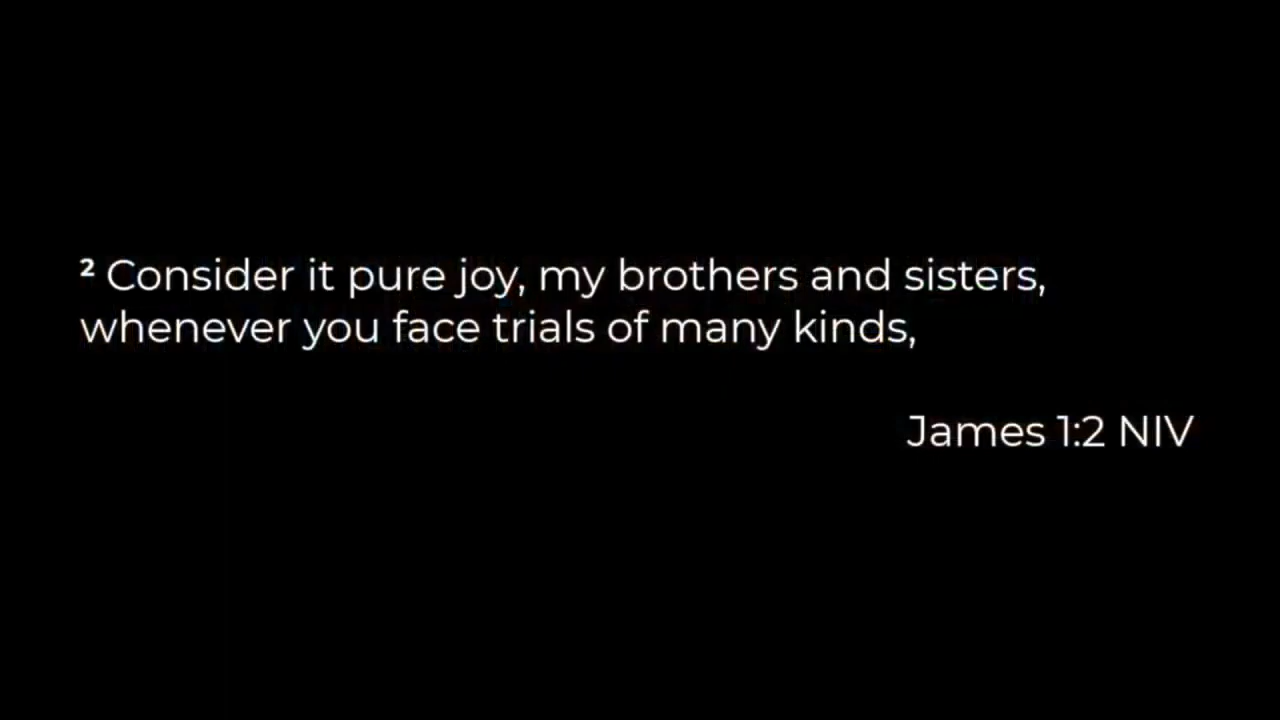 ² Consider it pure joy, my brothers and sisters,
whenever you face trials of many kinds,
James 1:2 NIV